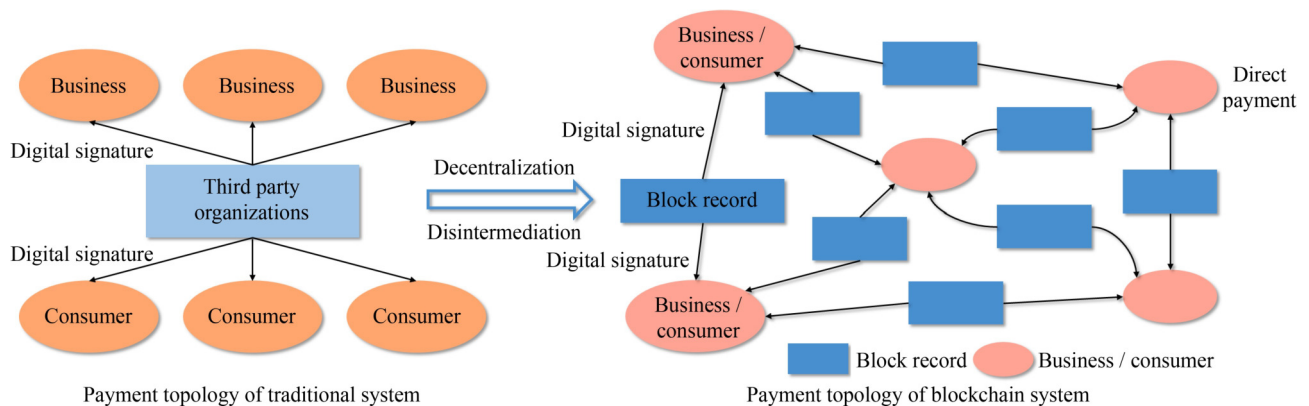 Business
Business
Business
Digital signature
Third party
organizations
Digital signature
Consumer
Consumer
Consumer
Payment topology of traditional system
Decentralization
Disintermediation
Business /
consumer
Direct
payment
Digital signature
Block record
Digital signature
Business /
consumer
Block record
Business / consumer
Payment topology of blockchain system